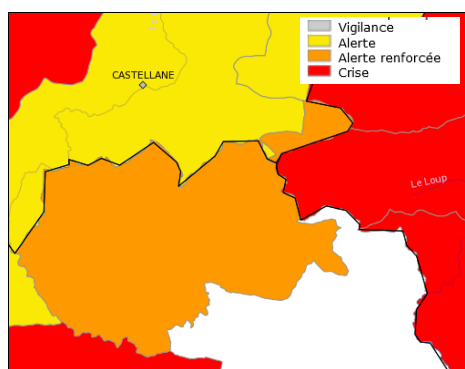 Vigilance
Alerte
Alerte renforcée
Crise
CASTELLANE
Le Loup